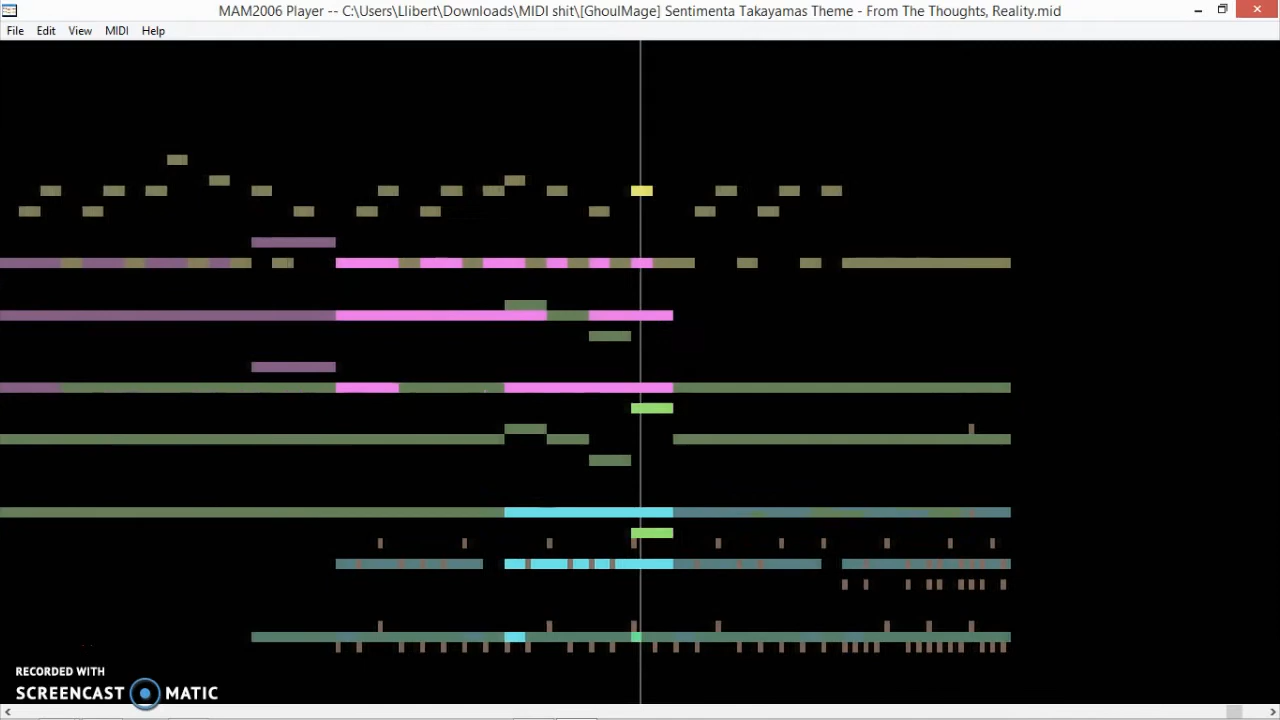 MAM2006 Player -- C:\Users\Llibert\Downloads\MIDI shit\[GhoulMage] Sentimenta Takayamas Theme - From The Thoughts, Reality.mid
File Edit View MIDI Help
RECORDED WITH
SCREENCAST MATIC